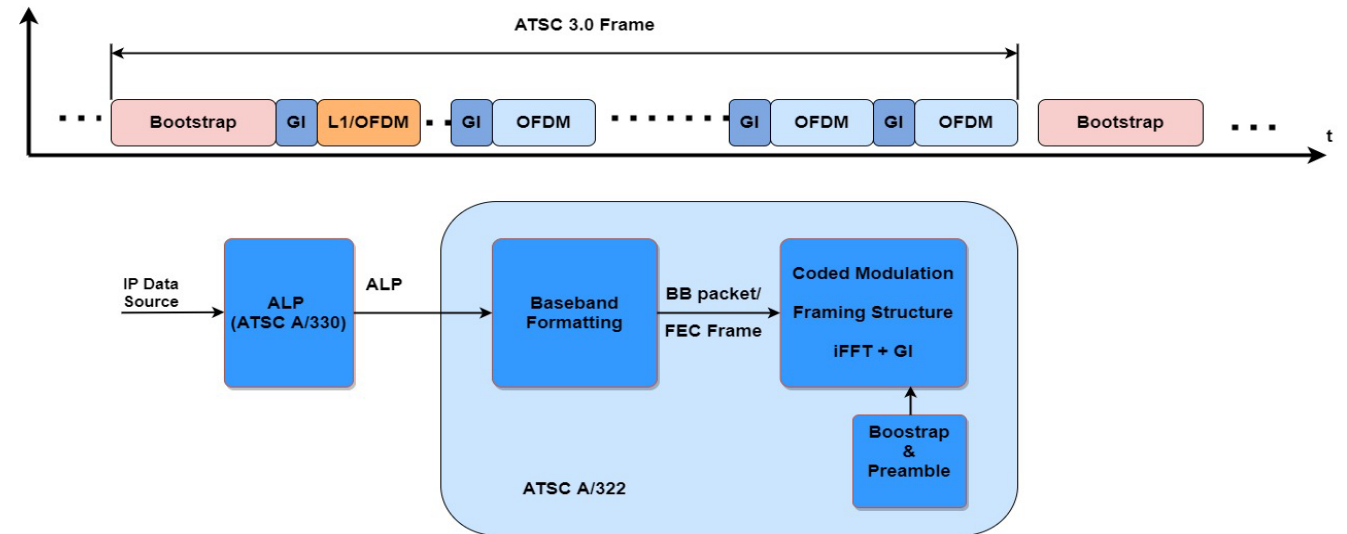 ATSC 3.0 Frame
Bootstrap GI L1/OFDM GI OFDM GI OFDM GI OFDM Bootstrap
t
IP Data
Source
ALP
(ATSC A/330)
ALP
Baseband
Formatting
BB packet/
FEC Frame
Coded Modulation
Framing Structure
iFFT + GI
Boostrap
&
Preamble
ATSC A/322